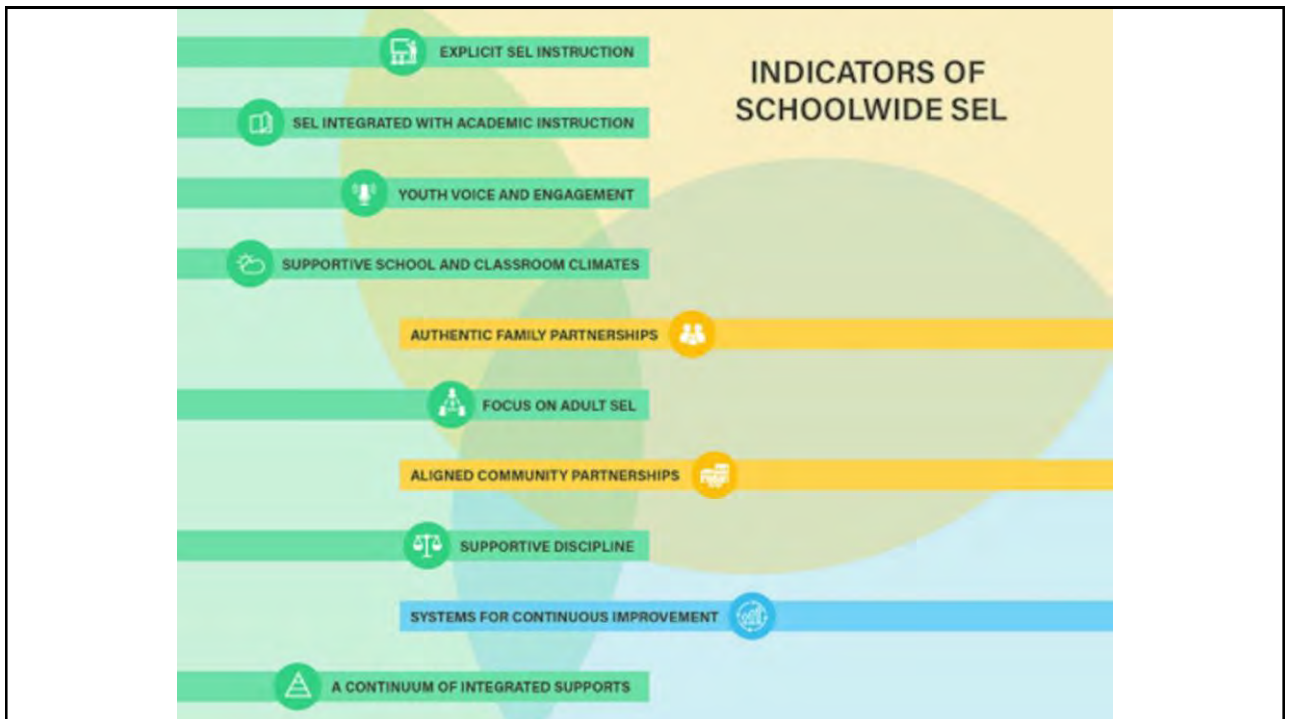 INDICATORS OF
SCHOOLWIDE SEL
EXPLICIT SEL INSTRUCTION
SEL INTEGRATED WITH ACADEMIC INSTRUCTION
YOUTH VOICE AND ENGAGEMENT
SUPPORTIVE SCHOOL AND CLASSROOM CLIMATES
AUTHENTIC FAMILY PARTNERSHIPS
FOCUS ON ADULT SEL
ALIGNED COMMUNITY PARTNERSHIPS
SUPPORTIVE DISCIPLINE
SYSTEMS FOR CONTINUOUS IMPROVEMENT
A CONTINUUM OF INTEGRATED SUPPORTS